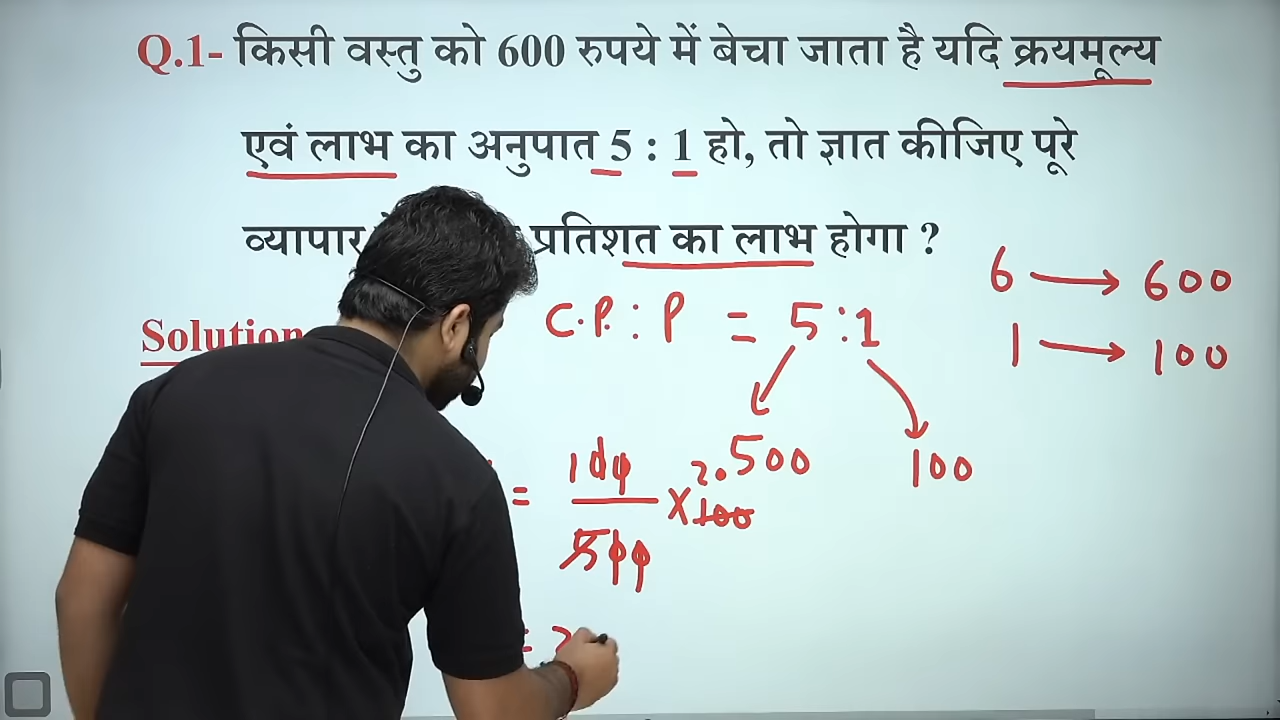 Q.1- किसी वस्तु को 600 रुपये में बेचा जाता है यदि क्रयमूल्य
एवं लाभ का अनुपात 5 : 1 हो, तो ज्ञात कीजिए पूरे
व्यापार प्रतिशत का लाभ होगा ?
6 → 600
Solution
C.P. : P = 5 : 1
1 → 100
500 100
= 100/500 × 100 20
=